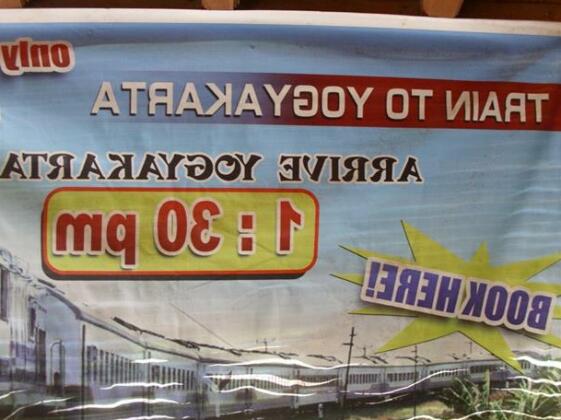 only
TRAIN TO YOGYAKARTA
ARRIVE YOGYAKARTA
1 : 30 pm
BOOK HERE!